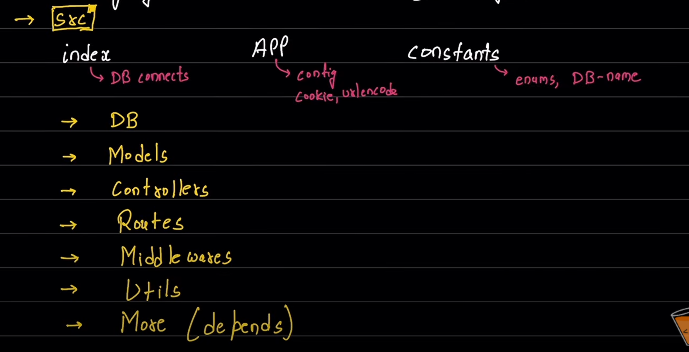 → src
index APP constants
↳ DB connects ↳ config ↳ enums, DB-name
cookie, urlencode
→ DB
→ Models
→ Controllers
→ Routes
→ Middlewares
→ Utils
→ More (depends)